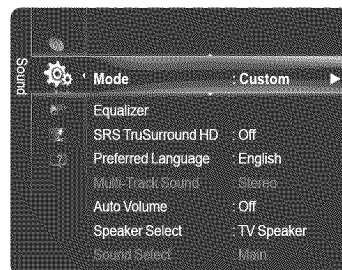 Sound
Mode : Custom
Equalizer
SRS TruSurround HD : Off
Preferred Language : English
Multi-Track Sound Stereo
Auto Volume : Off
Speaker Select : TV Speaker
Sound Select Main